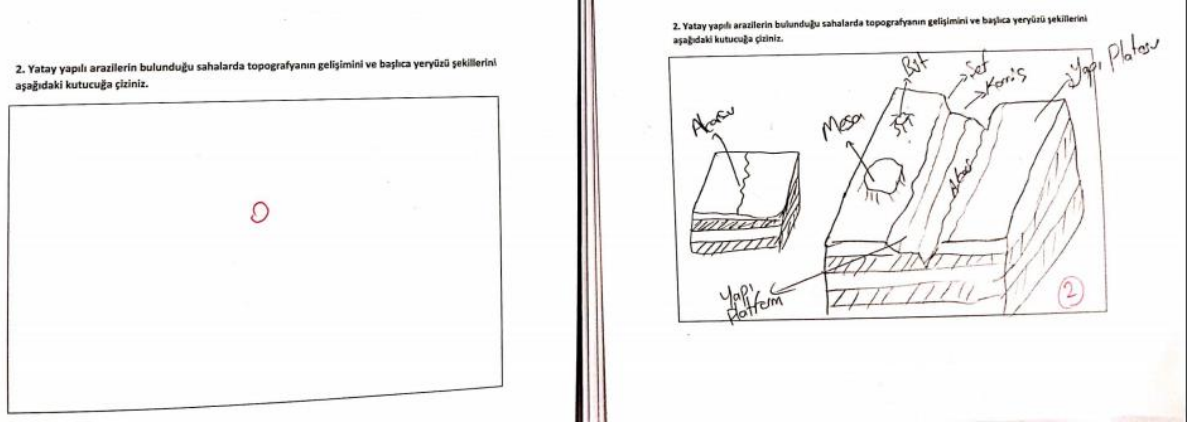 2. Yatay yapılı arazilerin bulunduğu sahalarda topografyanın gelişimini ve başlıca yeryüzü şekillerini
aşağıdaki kutucuğa çiziniz.
0
2. Yatay yapılı arazilerin bulunduğu sahalarda topografyanın gelişimini ve başlıca yeryüzü şekillerini
aşağıdaki kutucuğa çiziniz.
Büt
Set
Korniş
Yapı Platosu
Akarsu
Mesa
Yapı
Platform
2